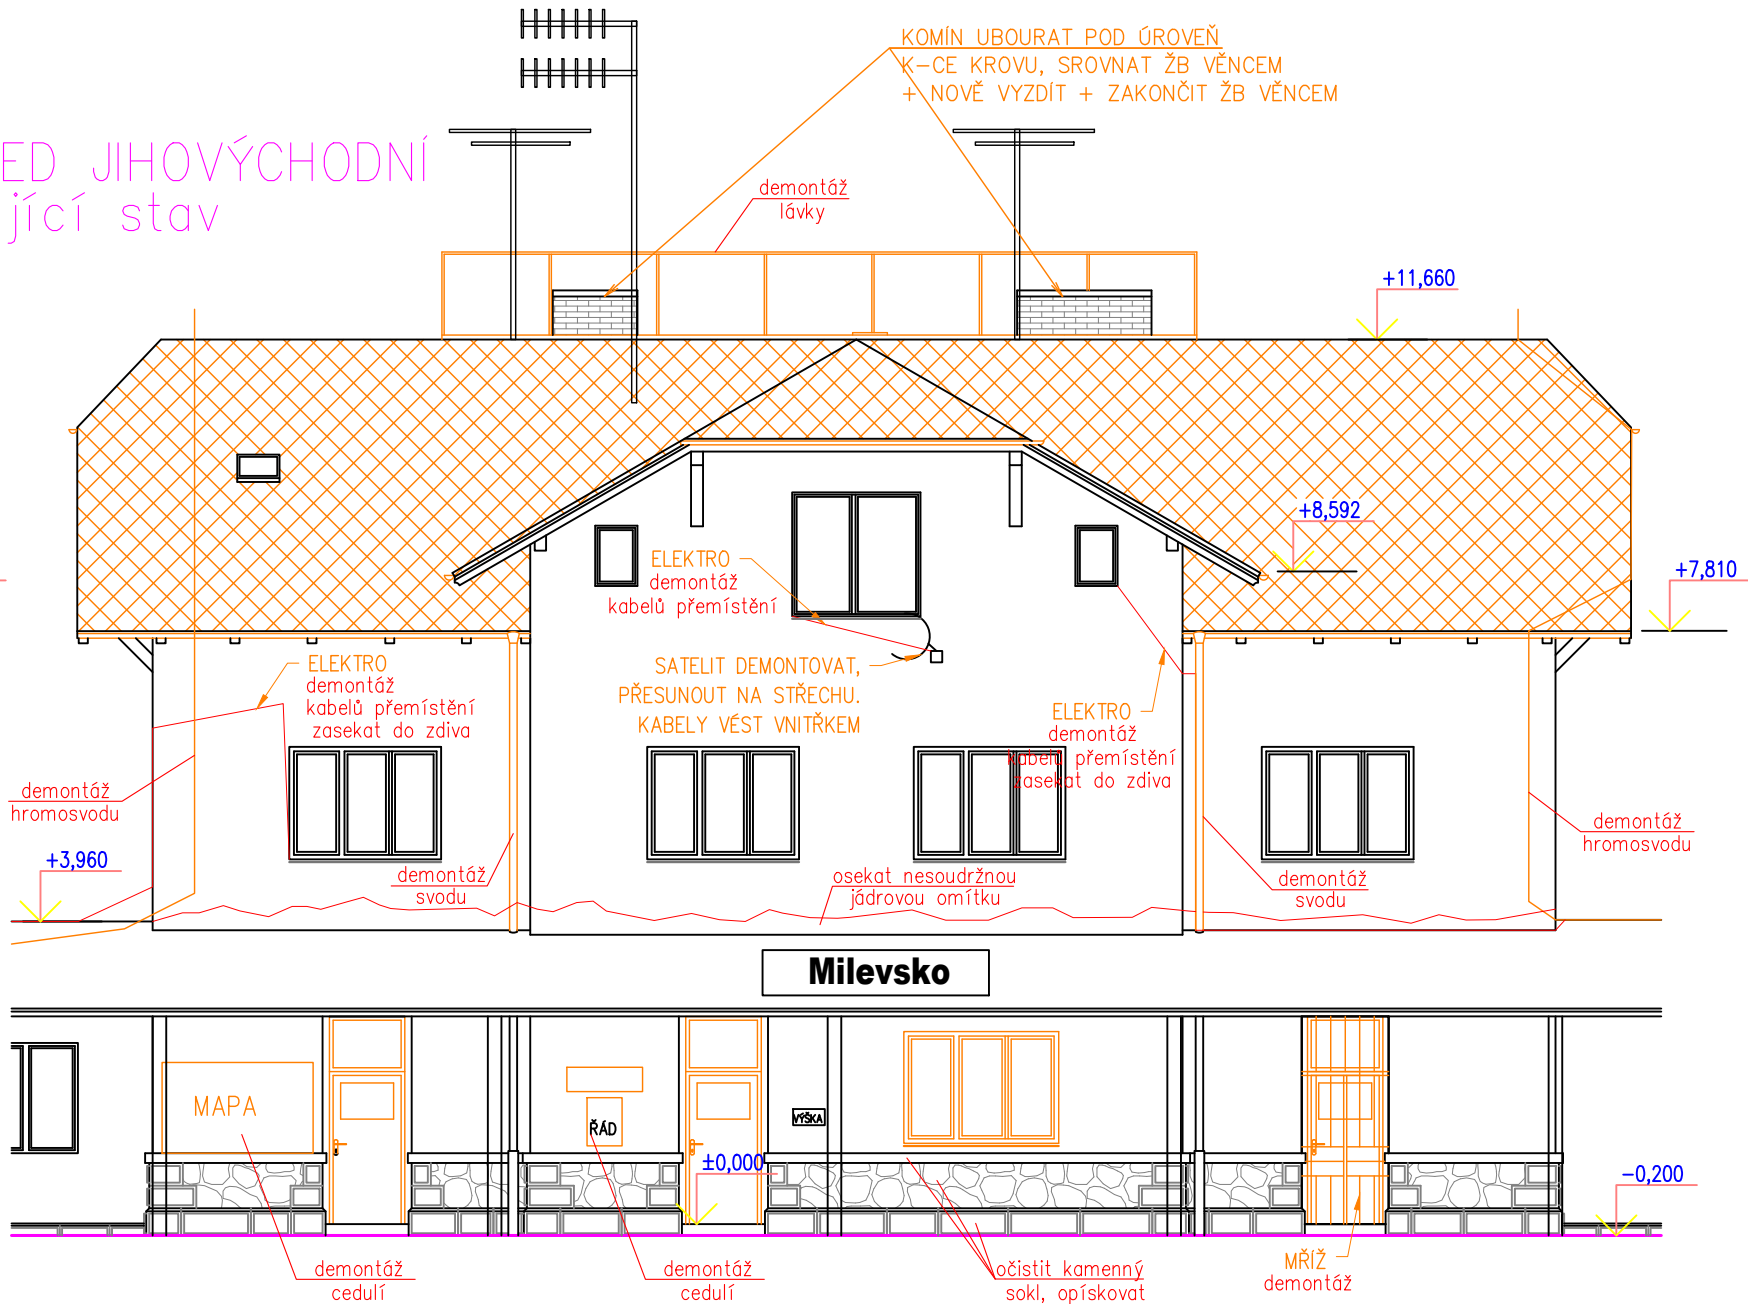 KOMÍN UBOURAT POD ÚROVEŇ
K-CE KROVU, SROVNAT ŽB VĚNCEM
+ NOVĚ VYZDÍT + ZAKONČIT ŽB VĚNCEM
ED JIHOVÝCHODNÍ
jící stav
demontáž
lávky
+11,660
+8,592
+7,810
ELEKTRO
demontáž
kabelů přemístění
SATELIT DEMONTOVAT,
PŘESUNOUT NA STŘECHU.
KABELY VÉST VNITŘKEM
ELEKTRO
demontáž
kabelů přemístění
zasekat do zdiva
ELEKTRO
demontáž
kabelů přemístění
zasekat do zdiva
demontáž
hromosvodu
demontáž
hromosvodu
+3,960
demontáž
svodu
osekat nesoudržnou
jádrovou omítku
demontáž
svodu
Milevsko
MAPA
ŘÁD
VÝŠKA
±0,000
-0,200
demontáž
cedulí
demontáž
cedulí
očistit kamenný
sokl, opískovat
MŘÍŽ
demontáž